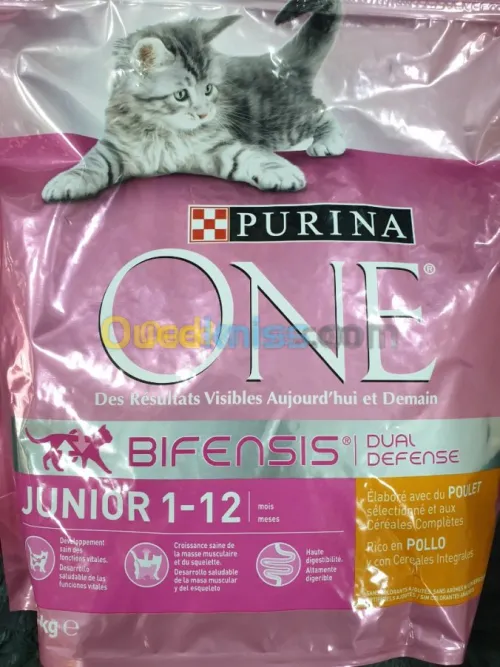 PURINA
ONE®
Ouedkniss.com
Des Résultats Visibles Aujourd'hui et Demain
BIFENSIS® | DUAL DEFENSE
JUNIOR 1-12 | mois meses
Élaboré avec du POULET
sélectionné et aux
Céréales Complètes
Rico en POLLO
y con Cereales Integrales
Développement
sain des
fonctions vitales.
Desarrollo
saludable de las
funciones vitales
Croissance saine de
la masse musculaire
et du squelette.
Desarrollo saludable
de la masa muscular
y del esqueleto
Haute
digestibilité.
Altamente
digerible
kg e